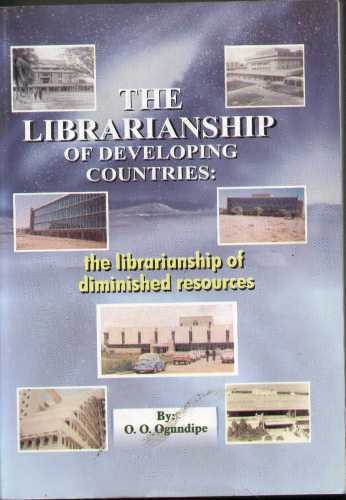 THE
LIBRARIANSHIP
OF DEVELOPING
COUNTRIES:
the librarianship of
diminished resources
By:
O. O. Ogundipe